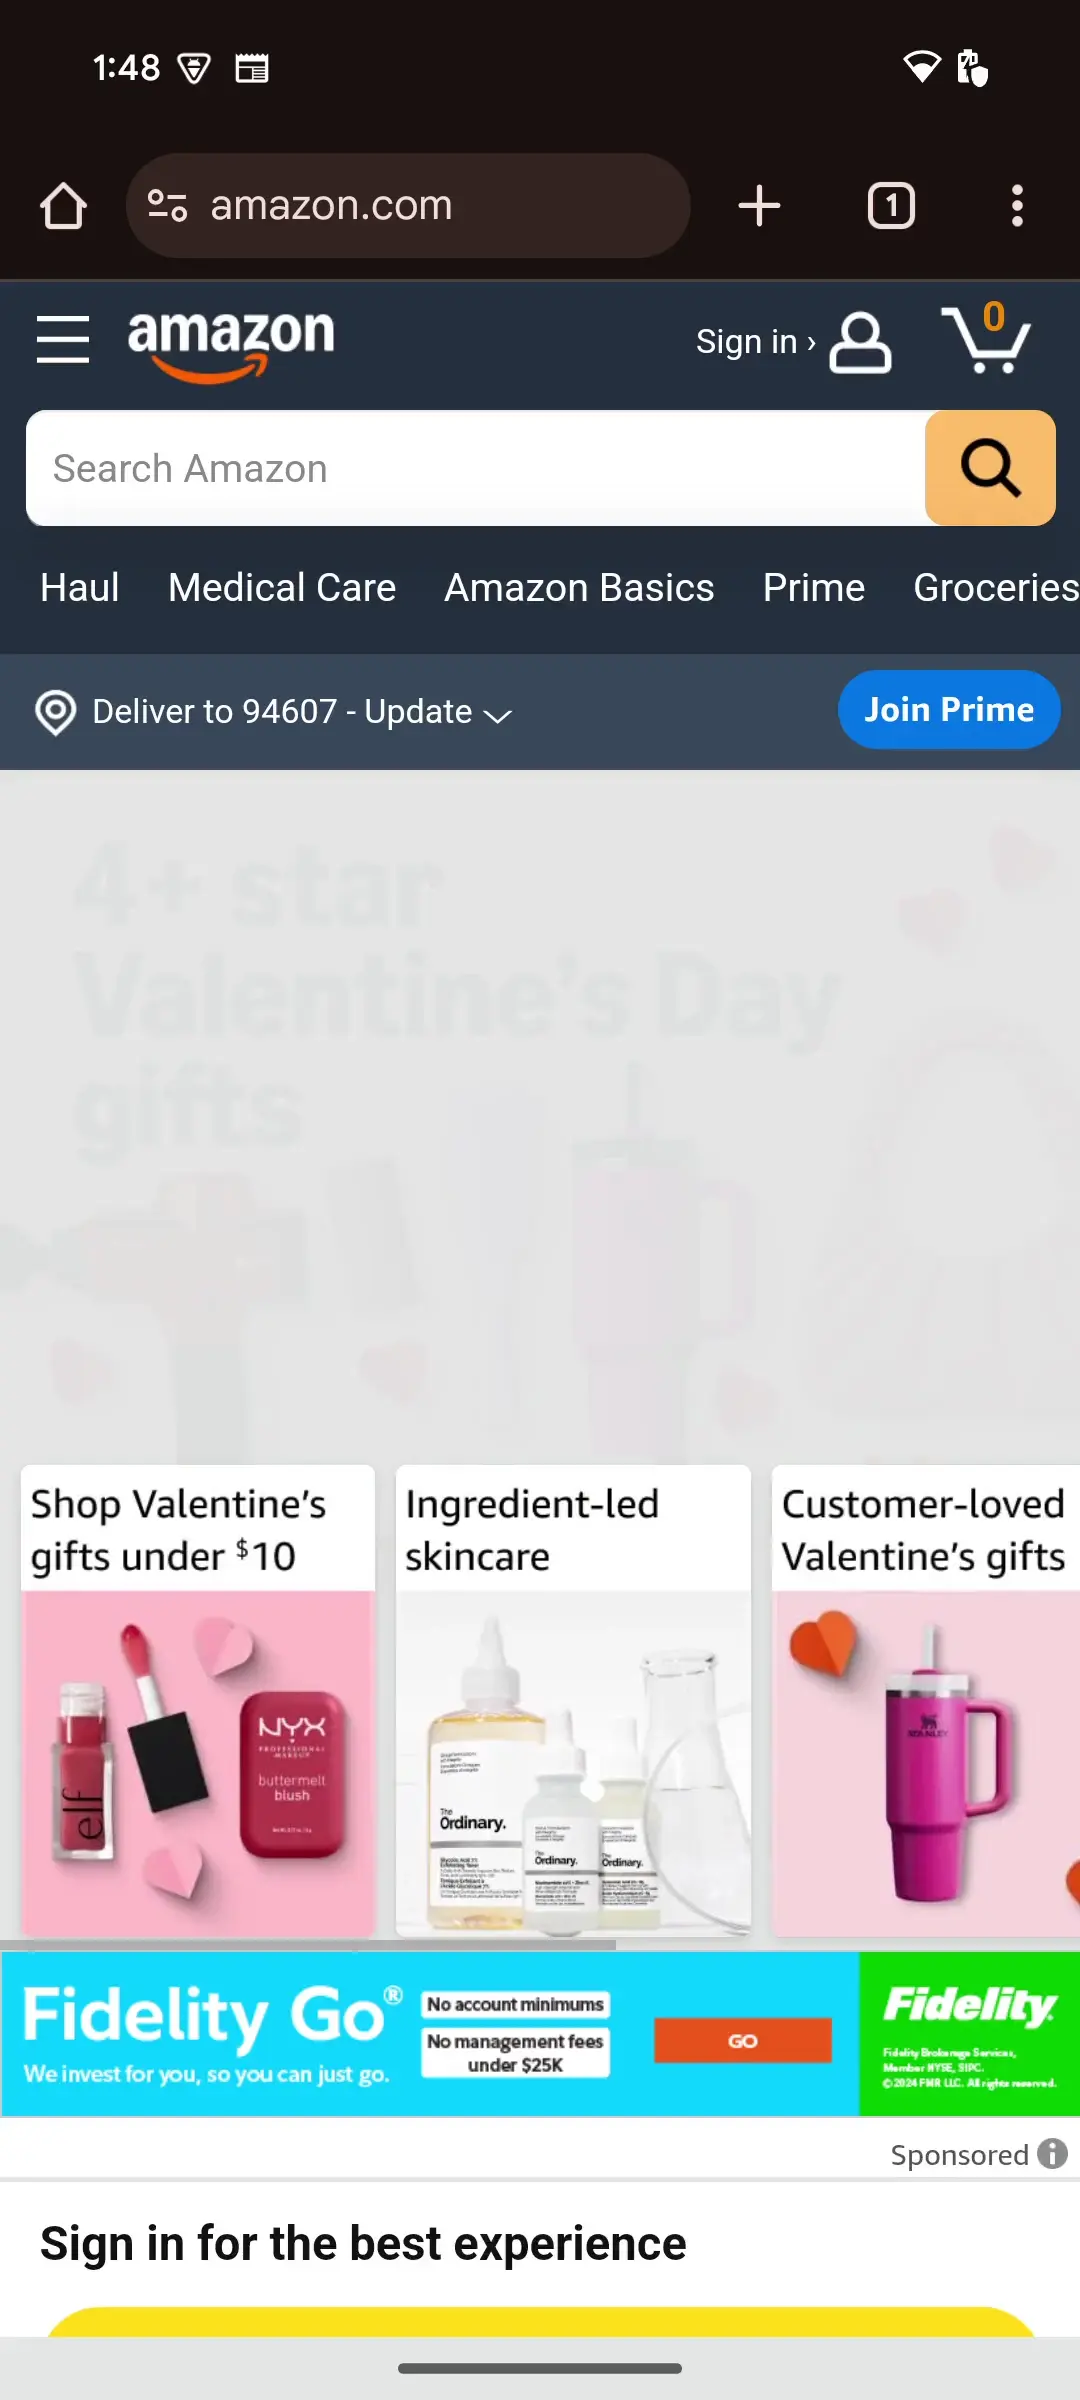 1:48
amazon.com
1
amazon
Sign in ›
0
Search Amazon
Haul
Medical Care
Amazon Basics
Prime
Groceries
Deliver to 94607 - Update
Join Prime
4+ star
Valentine's Day
gifts
Shop Valentine's
gifts under $10
elf
NYX
PROFESSIONAL
MAKEUP
buttermelt
blush
Ingredient-led
skincare
The
Ordinary.
The
Ordinary.
The
Ordinary.
Customer-loved
Valentine's gifts
STANLEY
Fidelity Go®
We invest for you, so you can just go.
No account minimums
No management fees
under $25K
GO
Fidelity
Fidelity Brokerage Services,
Member NYSE, SIPC.
©2024 FMR LLC. All rights reserved.
Sponsored
Sign in for the best experience